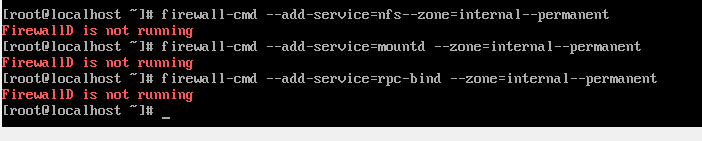 [root@localhost ~]# firewall-cmd --add-service=nfs--zone=internal--permanent
FirewallD is not running
[root@localhost ~]# firewall-cmd --add-service=mountd --zone=internal--permanent
FirewallD is not running
[root@localhost ~]# firewall-cmd --add-service=rpc-bind --zone=internal--permanent
FirewallD is not running
[root@localhost ~]# _